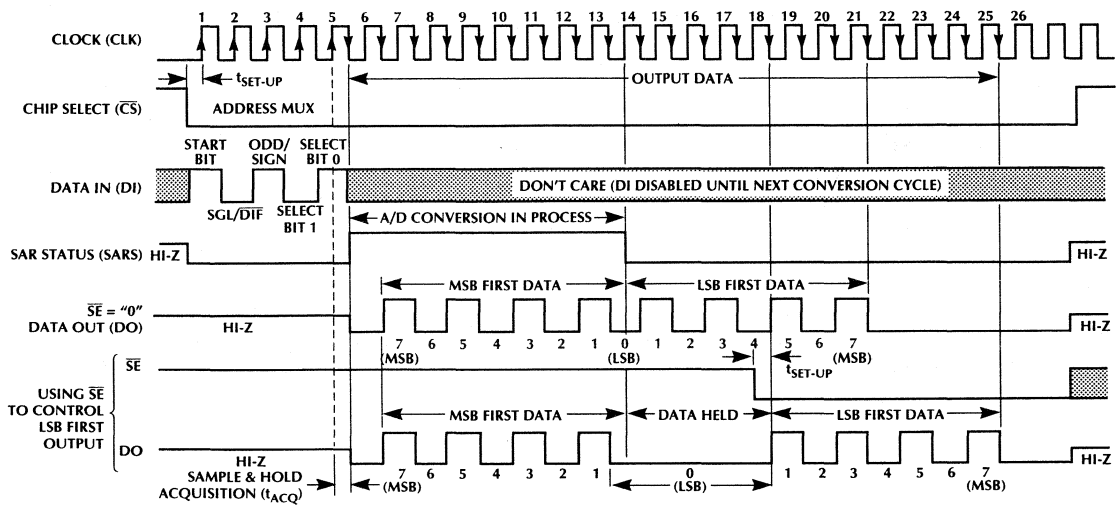 1 2 3 4 5 6 7 8 9 10 11 12 13 14 15 16 17 18 19 20 21 22 23 24 25 26
CLOCK (CLK)
tSET-UP
OUTPUT DATA
CHIP SELECT (CS)
ADDRESS MUX
START BIT
ODD/ SIGN
SELECT BIT 0
DATA IN (DI)
DON'T CARE (DI DISABLED UNTIL NEXT CONVERSION CYCLE)
SGL/DIF
SELECT BIT 1
A/D CONVERSION IN PROCESS
SAR STATUS (SARS)
HI-Z
HI-Z
MSB FIRST DATA
LSB FIRST DATA
SE = “0”
DATA OUT (DO)
HI-Z
HI-Z
7 6 5 4 3 2 1 0 1 2 3 4 5 6 7
(MSB)
(LSB)
(MSB)
tSET-UP
SE
USING SE
TO CONTROL
LSB FIRST
OUTPUT
MSB FIRST DATA
DATA HELD
LSB FIRST DATA
DO
HI-Z
HI-Z
7 6 5 4 3 2 1 0 1 2 3 4 5 6 7
(MSB)
(LSB)
(MSB)
SAMPLE & HOLD
ACQUISITION (tACQ)